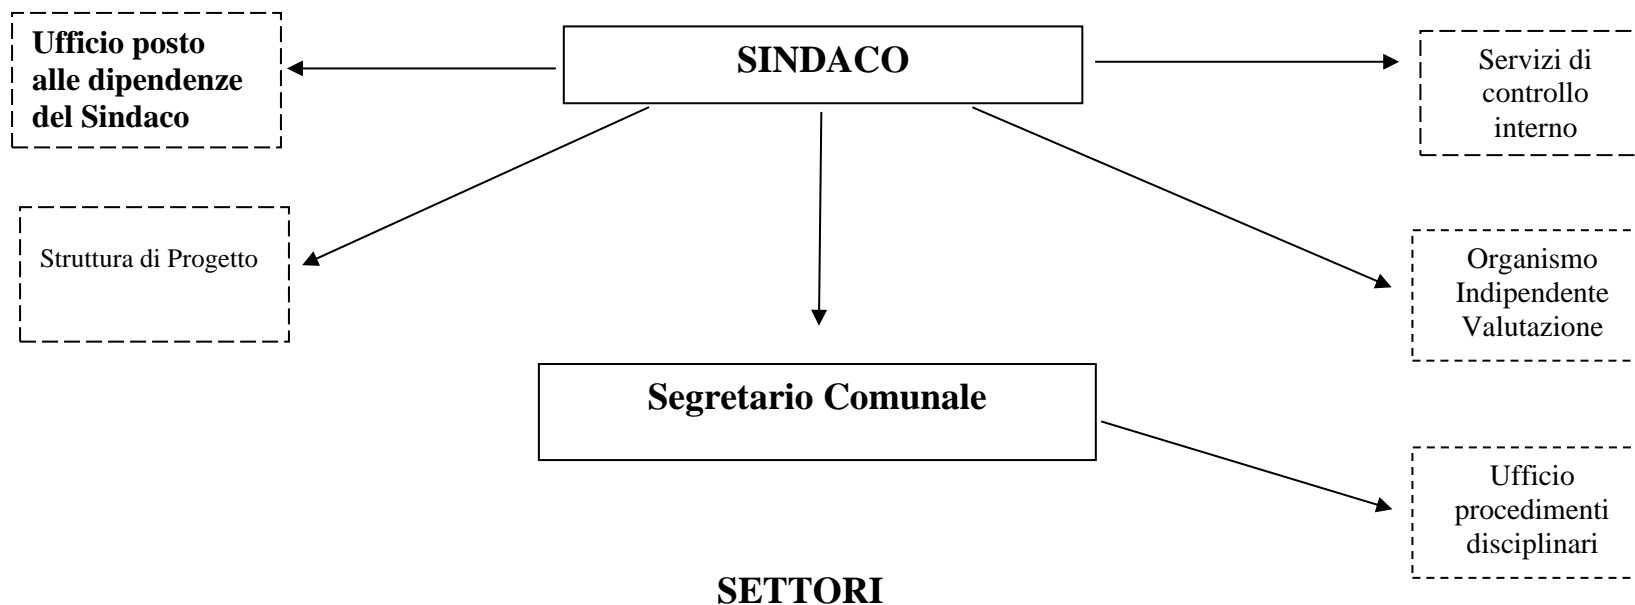 Ufficio posto
alle dipendenze
del Sindaco
SINDACO
Servizi di
controllo
interno
Struttura di Progetto
Organismo
Indipendente
Valutazione
Segretario Comunale
Ufficio
procedimenti
disciplinari
SETTORI